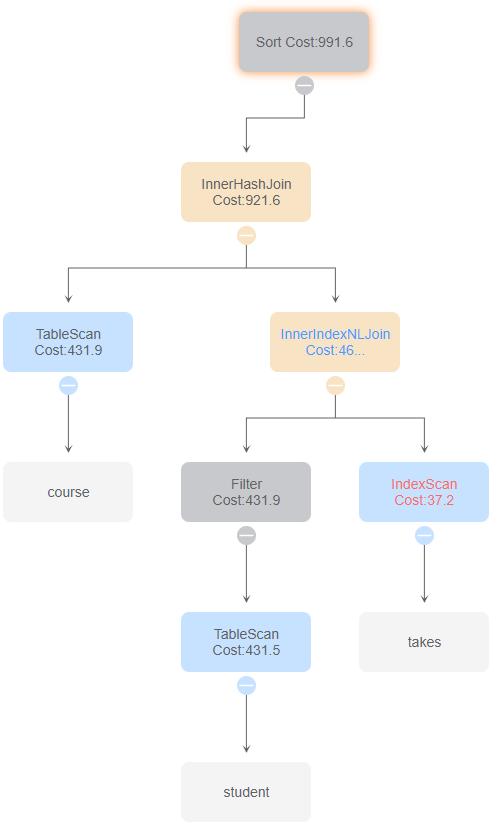 Sort Cost:991.6
InnerHashJoin
Cost:921.6
TableScan
Cost:431.9
InnerIndexNLJoin
Cost:46...
course
Filter
Cost:431.9
IndexScan
Cost:37.2
TableScan
Cost:431.5
takes
student